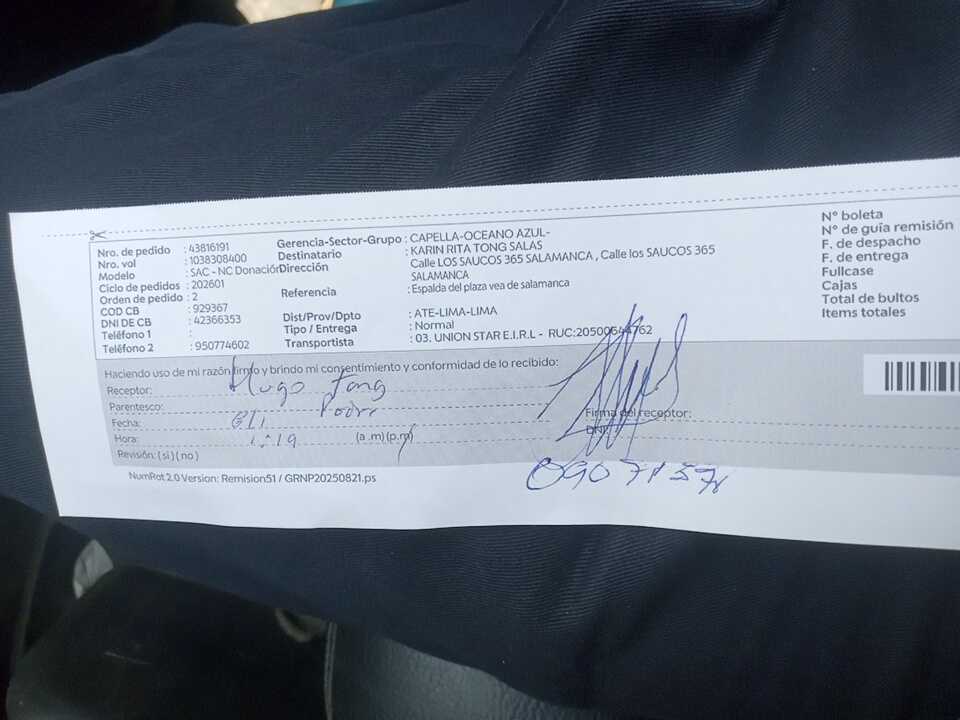 Nro. de pedido : 43816191
Nro. vol : 1038308400
Modelo : SAC - NC Donación
Ciclo de pedidos : 202601
Orden de pedido : 2
COD CB : 929367
DNI DE CB : 42366353
Teléfono 1 :
Teléfono 2 : 950774602
Gerencia-Sector-Grupo : CAPELLA-OCEANO AZUL-
Destinatario : KARIN RITA TONG SALAS
Dirección Calle LOS SAUCOS 365 SALAMANCA , Calle los SAUCOS 365
SALAMANCA
Referencia : Espalda del plaza vea de salamanca
Dist/Prov/Dpto : ATE-LIMA-LIMA
Tipo / Entrega : Normal
Transportista : 03. UNION STAR E.I.R.L - RUC:20500644762
N° boleta
N° de guía remisión
F. de despacho
F. de entrega
Fullcase
Cajas
Total de bultos
Items totales
Haciendo uso de mi razón firmo y brindo mi consentimiento y conformidad de lo recibido:
Receptor: Hugo Tong
Parentesco: Padre
Fecha:
Hora: 1:19 (a .m) (p.m)
Revisión: ( si ) ( no )
Firma del receptor:
DNI:
NumRot 2.0 Version: Remision51 / GRNP20250821.ps